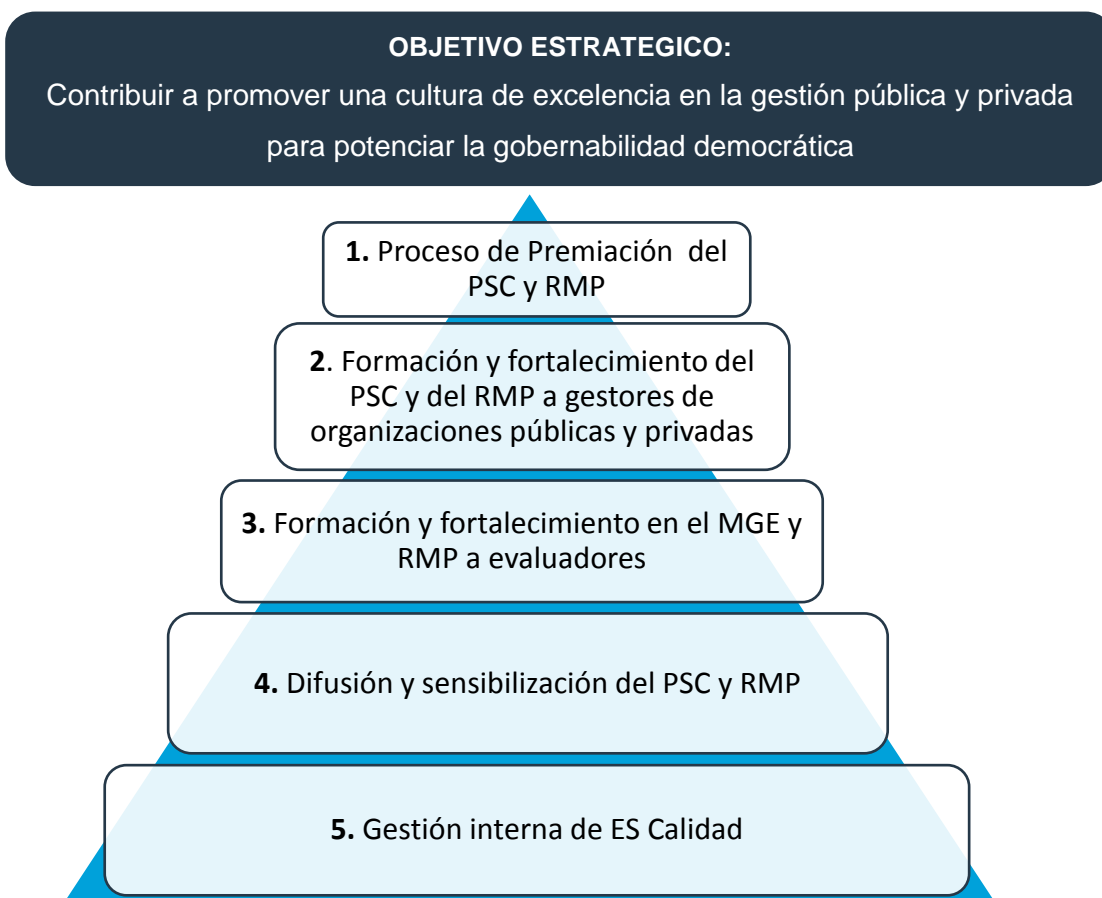 OBJETIVO ESTRATEGICO:
Contribuir a promover una cultura de excelencia en la gestión pública y privada
para potenciar la gobernabilidad democrática
1. Proceso de Premiación del
PSC y RMP
2. Formación y fortalecimiento del
PSC y del RMP a gestores de
organizaciones públicas y privadas
3. Formación y fortalecimiento en el MGE y
RMP a evaluadores
4. Difusión y sensibilización del PSC y RMP
5. Gestión interna de ES Calidad